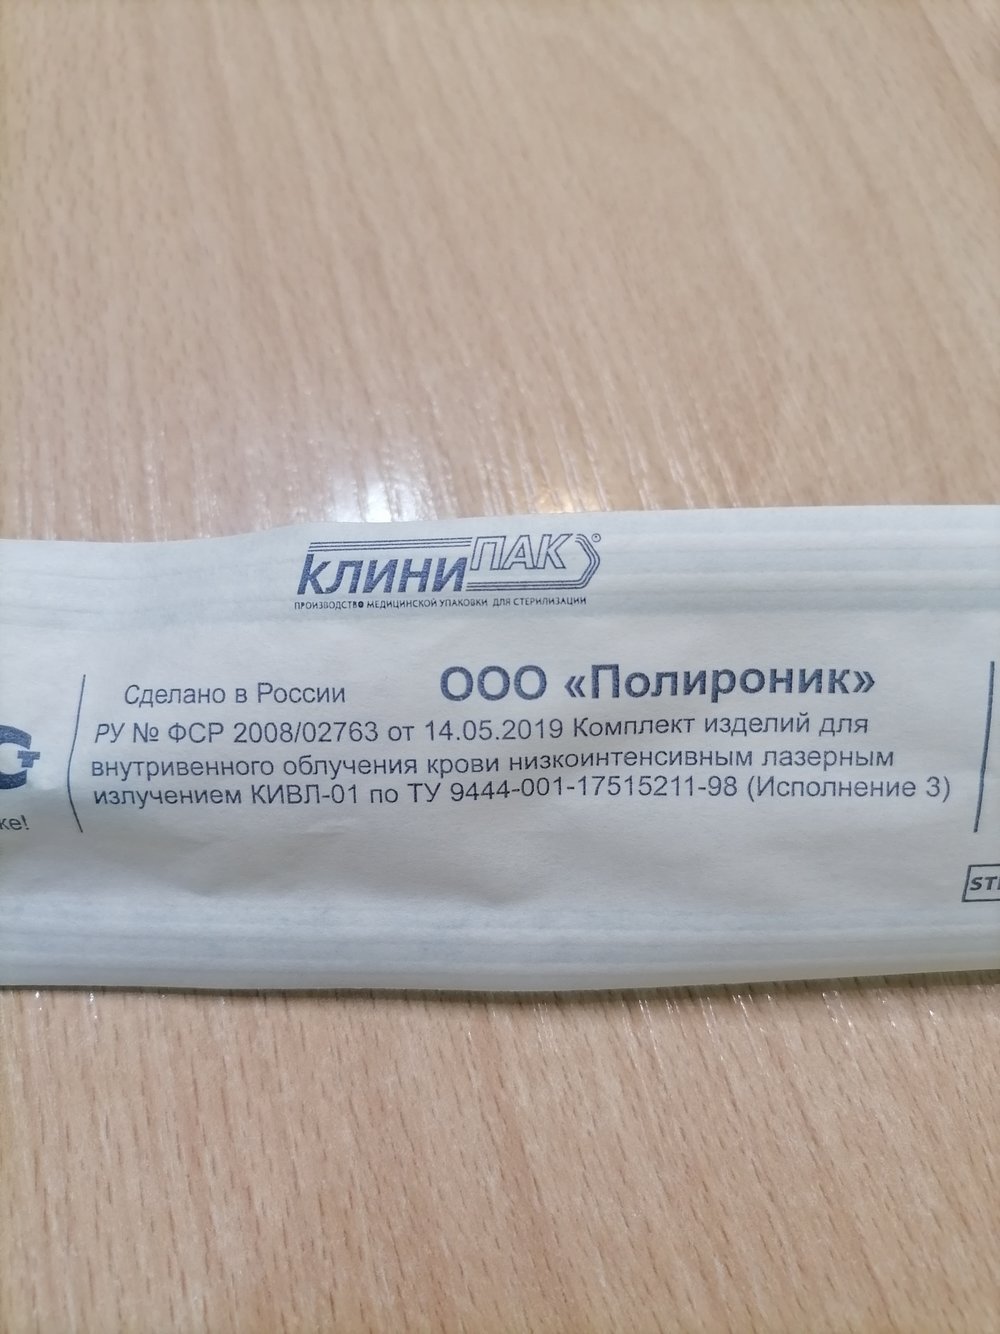 КЛИНИПАК®
ПРОИЗВОДСТВО МЕДИЦИНСКОЙ УПАКОВКИ ДЛЯ СТЕРИЛИЗАЦИИ
Сделано в России ООО «Полироник»
РУ № ФСР 2008/02763 от 14.05.2019 Комплект изделий для
внутривенного облучения крови низкоинтенсивным лазерным
излучением КИВЛ-01 по ТУ 9444-001-17515211-98 (Исполнение 3)